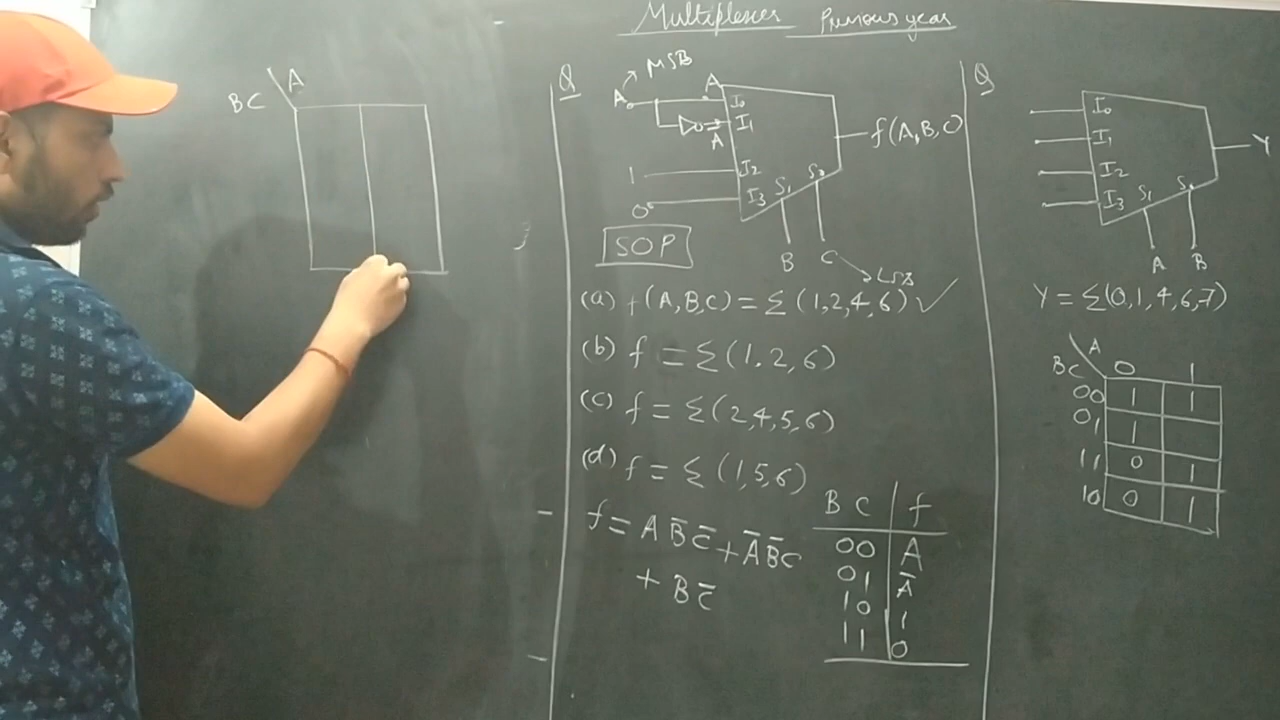 Multiplexer Previous year
A
BC
Q
MSB
A
A
I₀
I₁
A̅
f(A,B,C)
1
I₂
0
I₃
S₁ S₀
B C
LSB
SOP
(a) f(A,B,C) = Σ(1,2,4,6) ✓
(b) f = Σ(1,2,6)
(c) f = Σ(2,4,5,6)
(d) f = Σ(1,5,6)
f = AB̅C̅ + A̅B̅C
+ BC̅
B C f
00 A
01 A̅
10 1
11 0
Q
I₀
I₁
I₂
I₃
S₁ S₀
Y
A B
Y = Σ(0,1,4,6,7)
A
BC 0 1
00 1 1
01 1
11 0 1
10 0 1